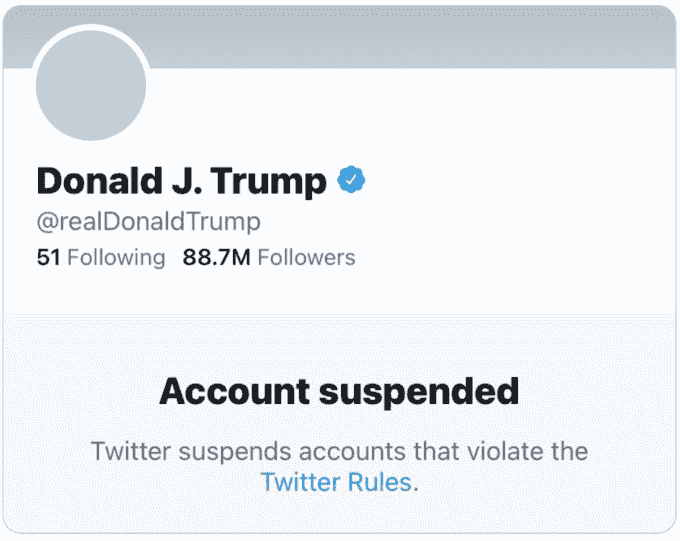 Donald J. Trump
@realDonaldTrump
51 Following 88.7M Followers
Account suspended
Twitter suspends accounts that violate the
Twitter Rules.